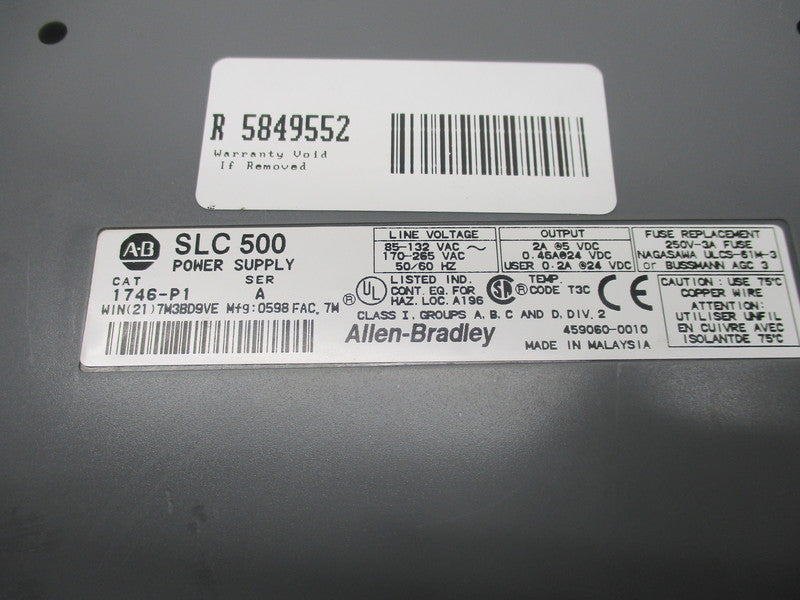 R 5849552
Warranty Void
If Removed
A·B
SLC 500
POWER SUPPLY
CAT SER
1746-P1 A
WIN(21)7M3BD9VE Mfg:0598 FAC. 7M
LINE VOLTAGE
85-132 VAC ~
170-265 VAC
50/60 HZ
OUTPUT
2A @5 VDC
0.46A@24 VDC
USER 0.2A @24 VDC
FUSE REPLACEMENT
250V-3A FUSE
NAGASAWA ULCS-61M-3
or BUSSMANN AGC 3
® UL LISTED IND.
CONT. EQ. FOR
HAZ. LOC. A196
SA ® TEMP
CODE T3C
CE
CLASS I, GROUPS A, B, C AND D, DIV. 2
Allen-Bradley
459060-0010
MADE IN MALAYSIA
CAUTION: USE 75°C
COPPER WIRE
ATTENTION:
UTILISER UNFIL
EN CUIVRE AVEC
ISOLANTDE 75°C